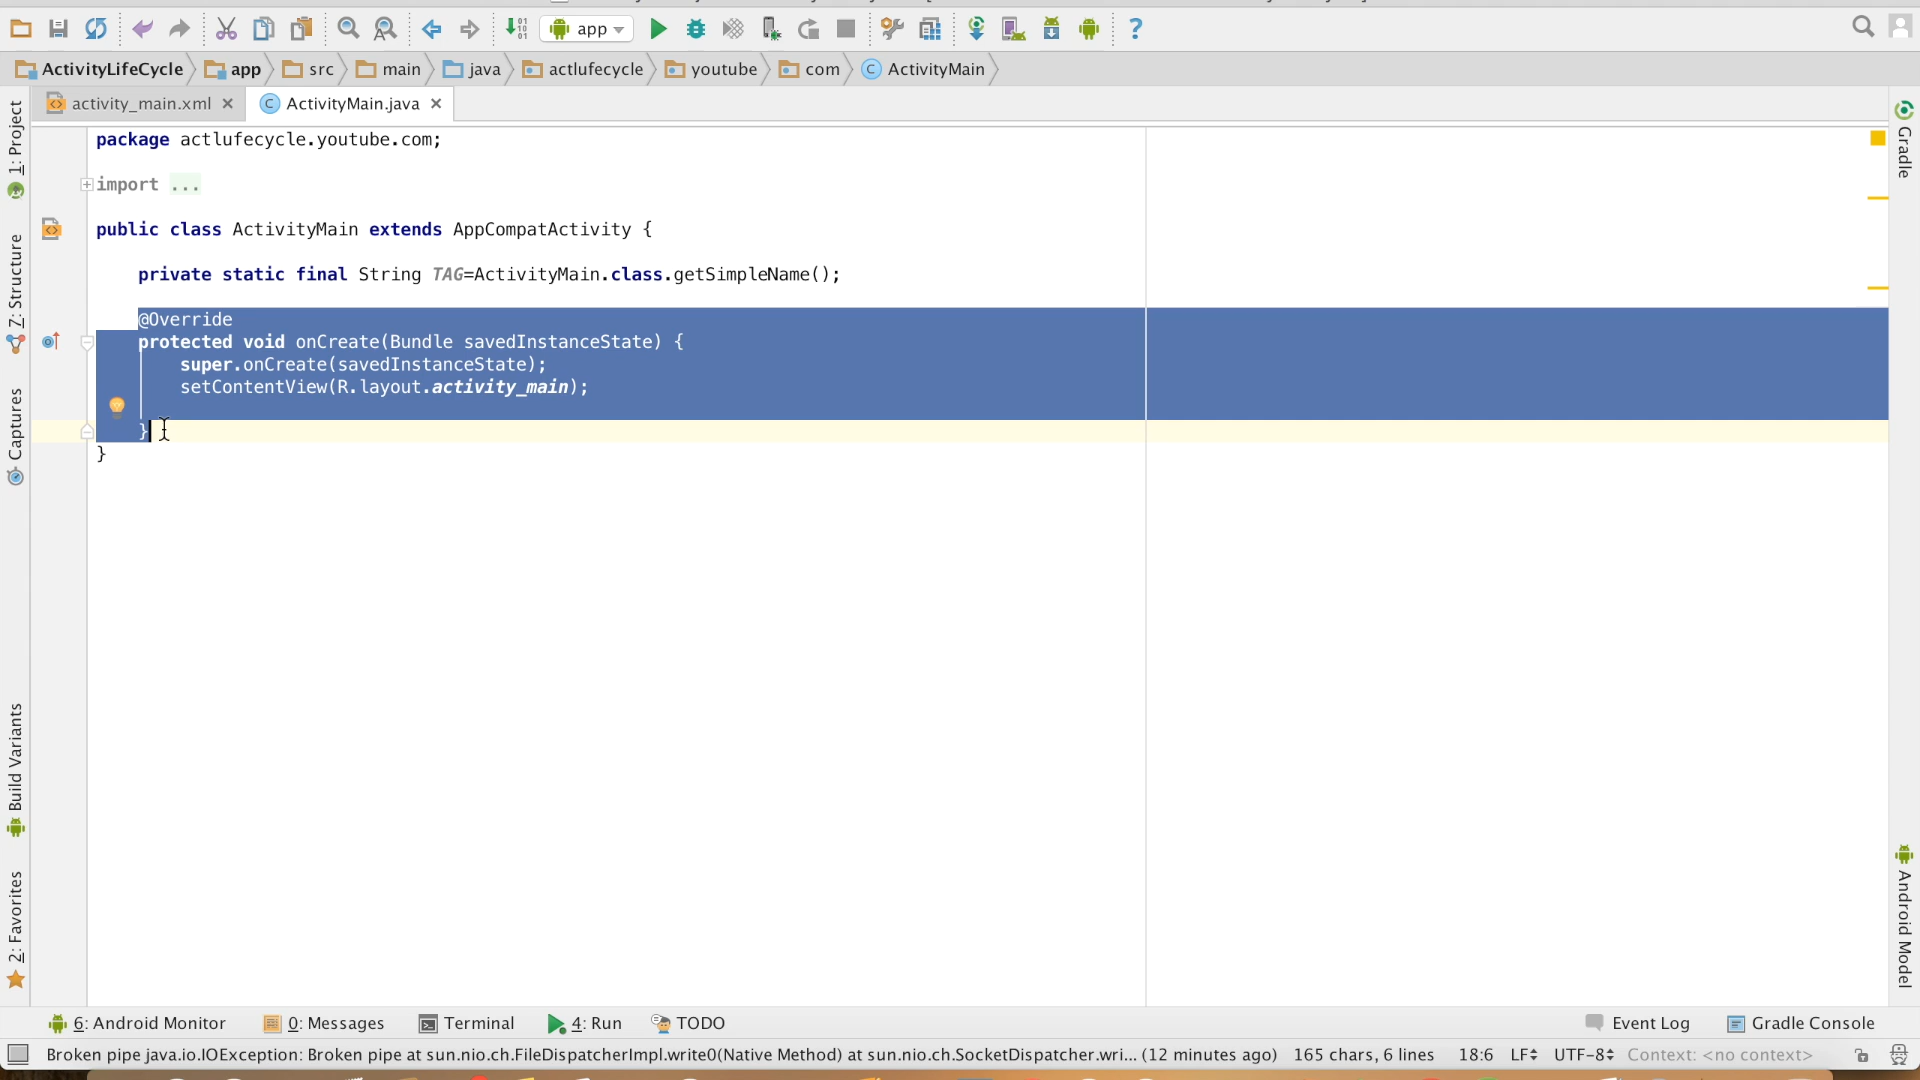 app
ActivityLifeCycle app src main java actlufecycle youtube com ActivityMain
activity_main.xml ActivityMain.java
1: Project
Z: Structure
Captures
Build Variants
2: Favorites
package actlufecycle.youtube.com;
import ...
public class ActivityMain extends AppCompatActivity {
private static final String TAG=ActivityMain.class.getSimpleName();
@Override
protected void onCreate(Bundle savedInstanceState) {
super.onCreate(savedInstanceState);
setContentView(R.layout.activity_main);
}
}
Gradle
Android Model
6: Android Monitor 0: Messages Terminal 4: Run TODO Event Log Gradle Console
Broken pipe java.io.IOException: Broken pipe at sun.nio.ch.FileDispatcherImpl.write0(Native Method) at sun.nio.ch.SocketDispatcher.wri... (12 minutes ago) 165 chars, 6 lines 18:6 LF UTF-8 Context: <no context>